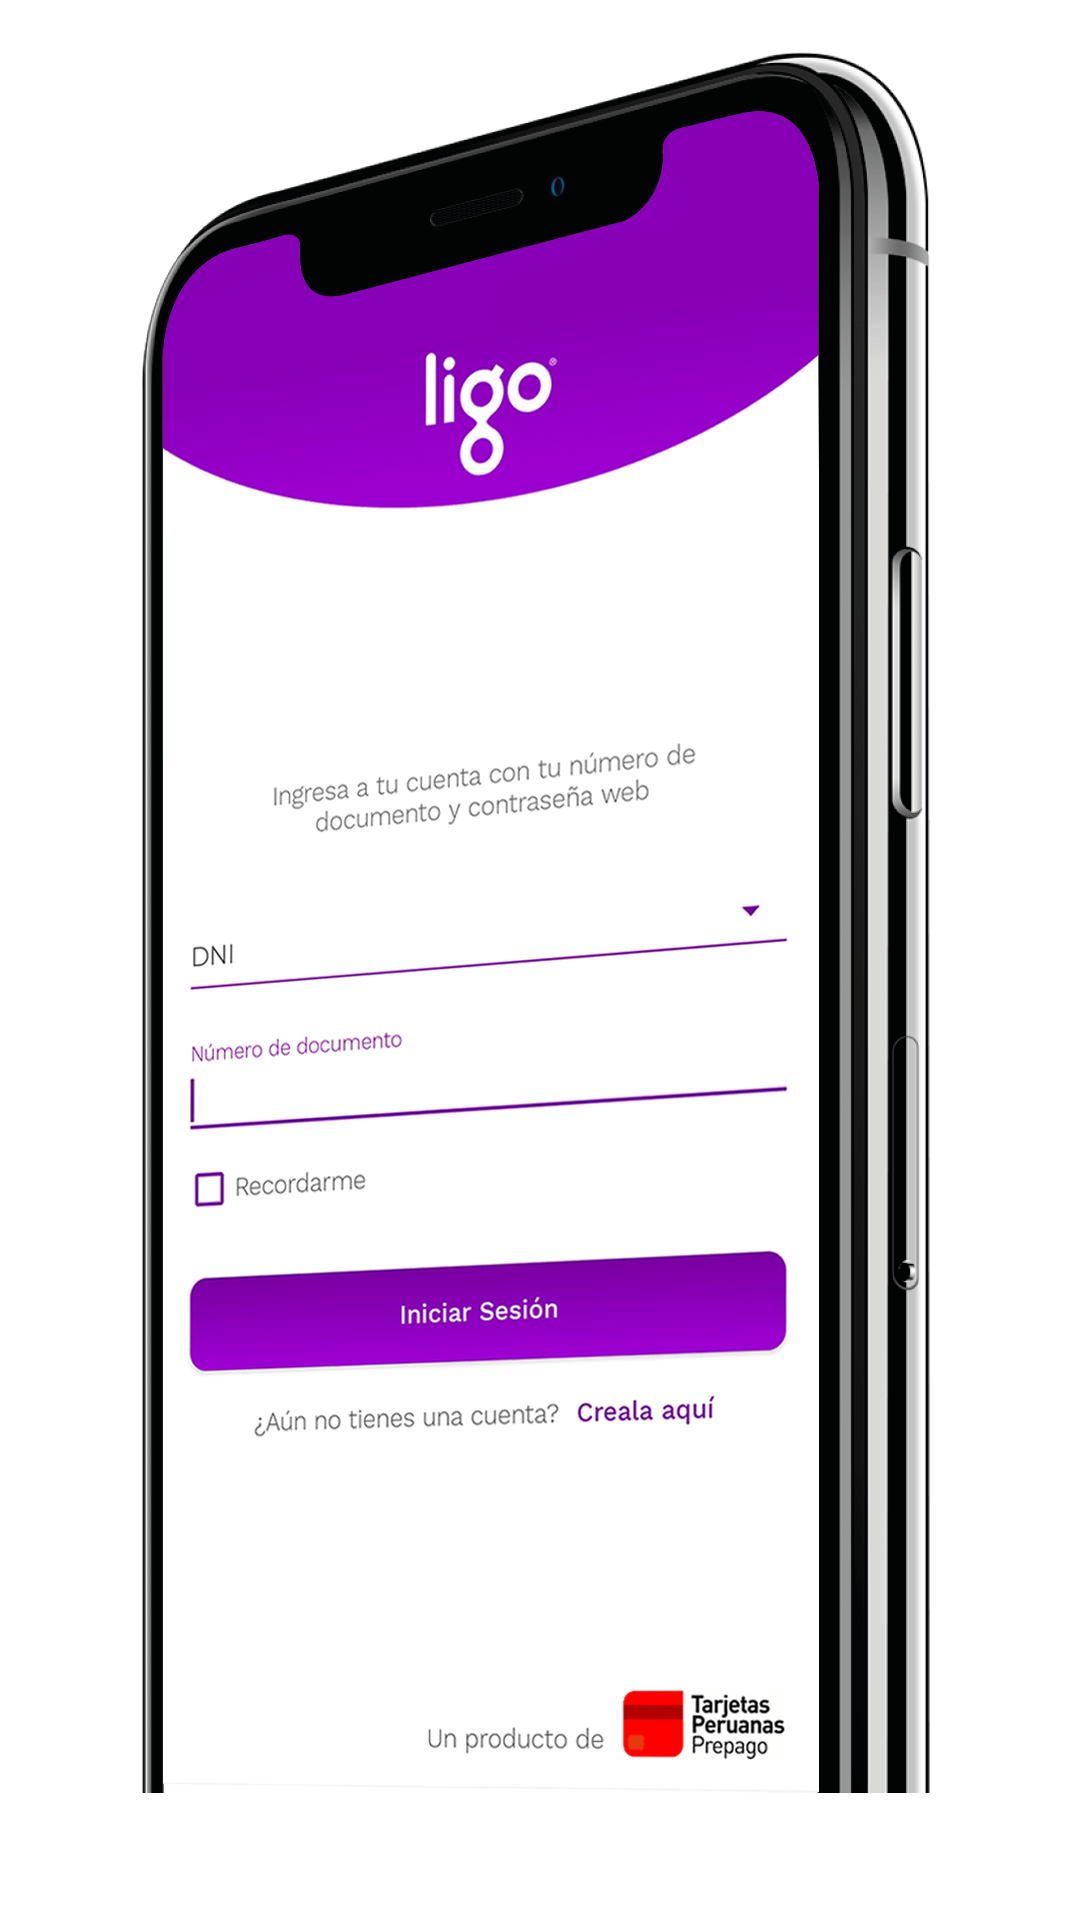 ligo®
Ingresa a tu cuenta con tu número de
documento y contraseña web
DNI
Número de documento
Recordarme
Iniciar Sesión
¿Aún no tienes una cuenta? Creala aquí
Un producto de
Tarjetas
Peruanas
Prepago